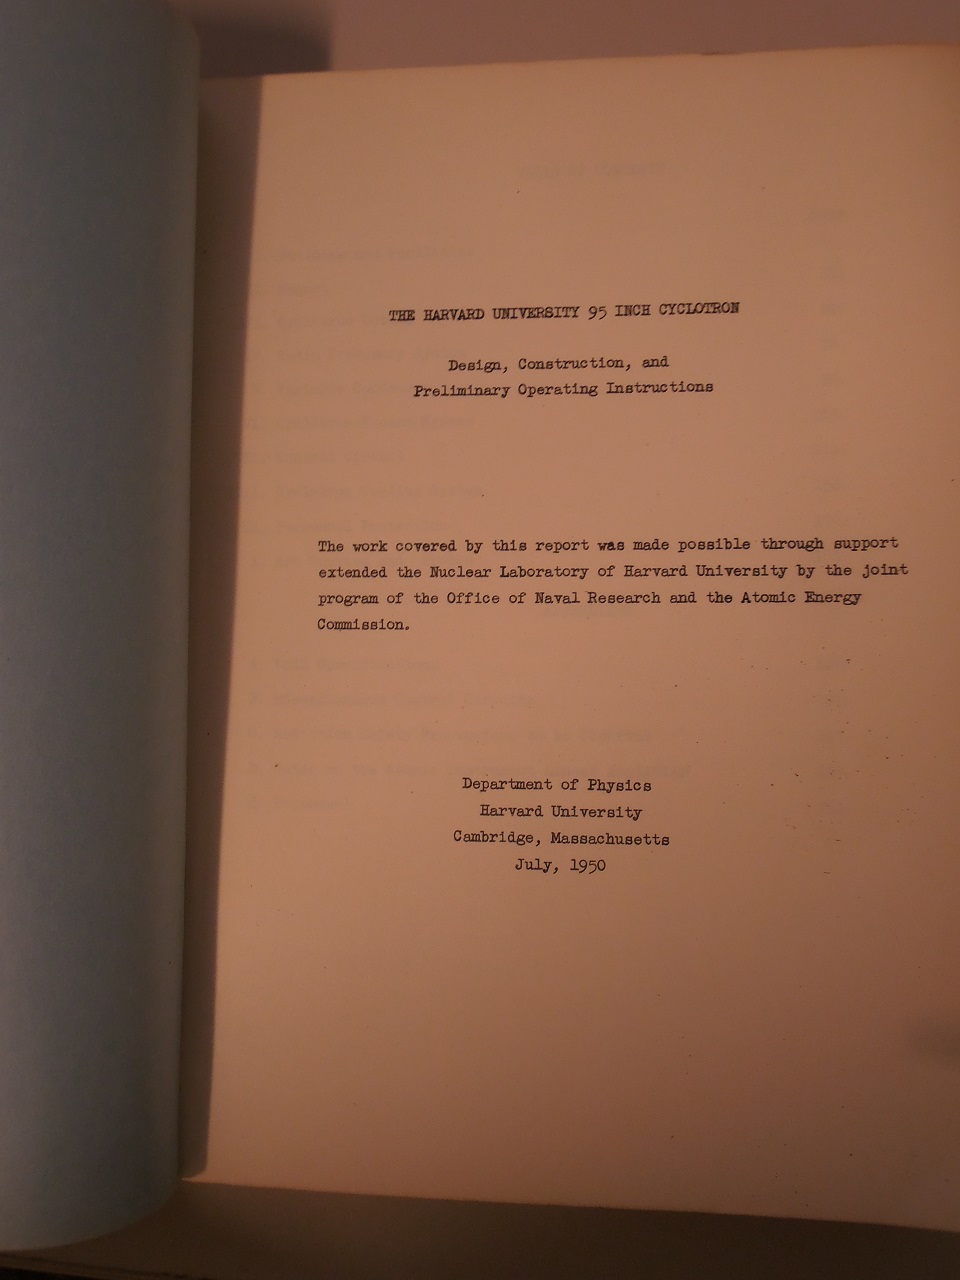 THE HARVARD UNIVERSITY 95 INCH CYCLOTRON
Design, Construction, and
Preliminary Operating Instructions
The work covered by this report was made possible through support
extended the Nuclear Laboratory of Harvard University by the joint
program of the Office of Naval Research and the Atomic Energy
Commission.
Department of Physics
Harvard University
Cambridge, Massachusetts
July, 1950